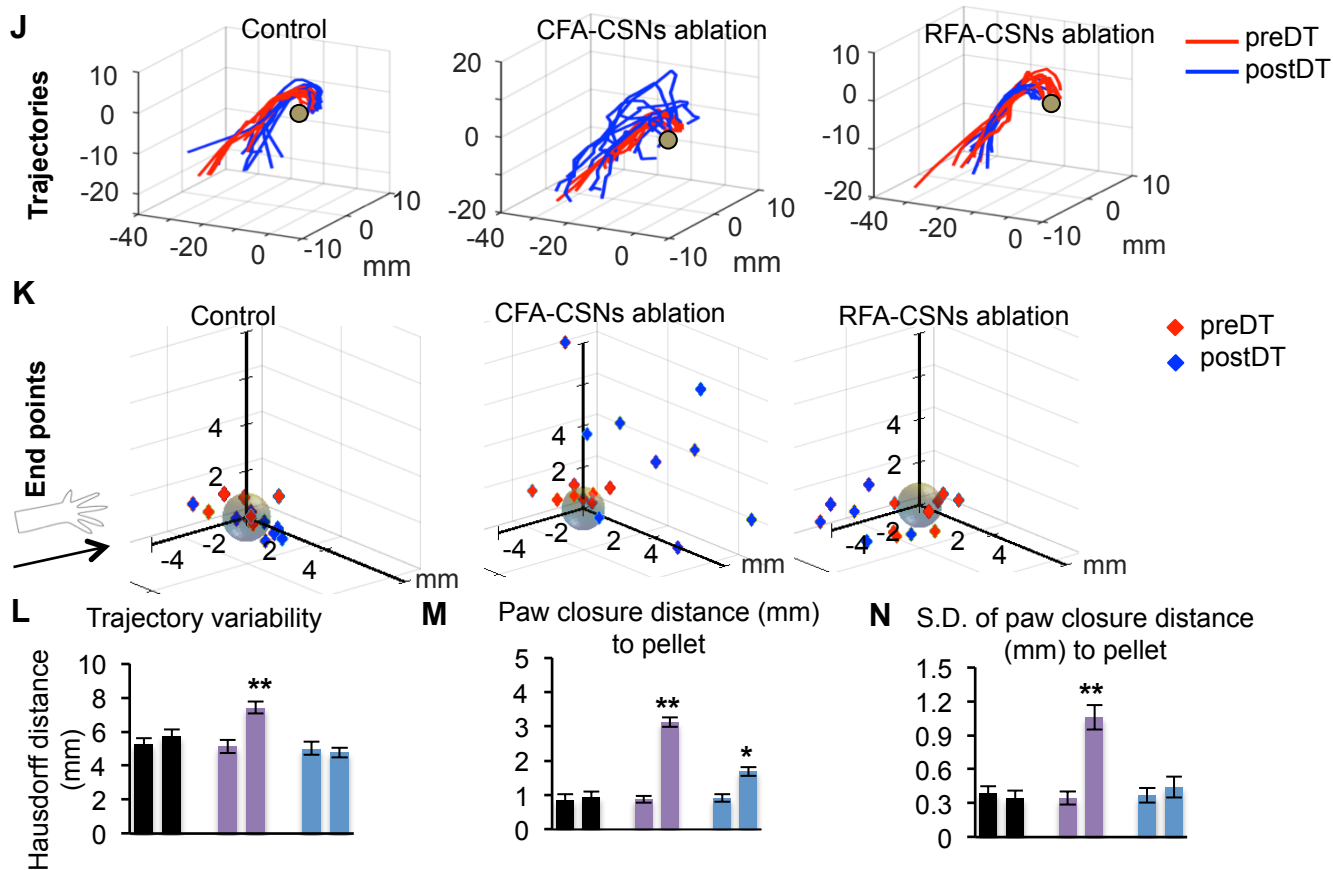 J
Control
CFA-CSNs ablation
RFA-CSNs ablation
preDT
postDT
Trajectories
10
0
-10
-20
-40
-20
0
-10
0
10
mm
20
0
-20
-40
-20
0
-10
0
10
mm
10
0
-10
-20
-40
-20
0
-10
0
10
mm
K
Control
CFA-CSNs ablation
RFA-CSNs ablation
preDT
postDT
End points
4
2
-4
-2
2
4
mm
4
2
-4
-2
2
4
4
2
-4
-2
2
4
mm
L
Trajectory variability
Hausdorff distance
(mm)
10
8
6
4
2
0
**
M
Paw closure distance (mm)
to pellet
5
4
3
2
1
0
**
*
N
S.D. of paw closure distance
(mm) to pellet
1.5
1.2
0.9
0.6
0.3
0
**